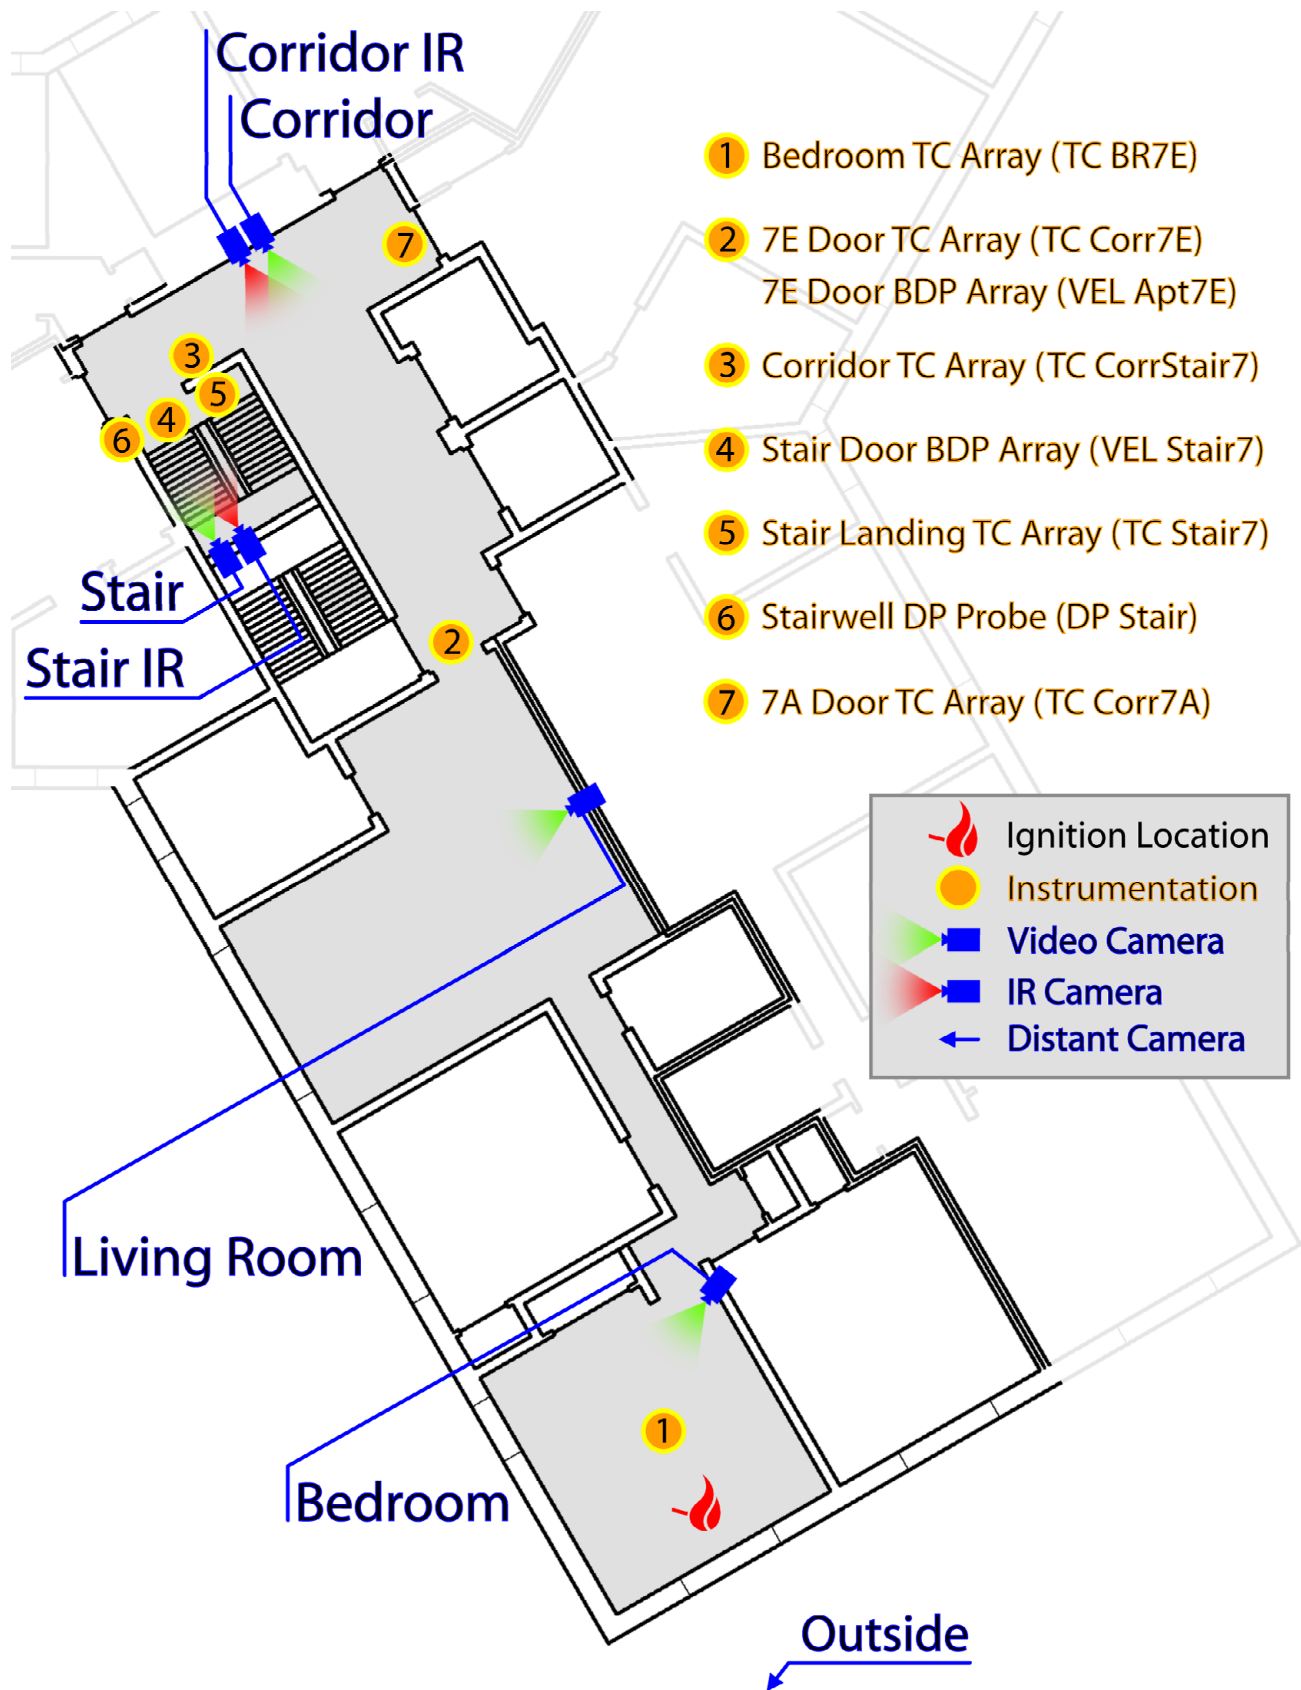 Corridor IR
Corridor
1 Bedroom TC Array (TC BR7E)
2 7E Door TC Array (TC Corr7E)
7E Door BDP Array (VEL Apt7E)
3 Corridor TC Array (TC CorrStair7)
4 Stair Door BDP Array (VEL Stair7)
5 Stair Landing TC Array (TC Stair7)
6 Stairwell DP Probe (DP Stair)
7 7A Door TC Array (TC Corr7A)
7
3
5
4
6
Stair
2
Stair IR
Ignition Location
Instrumentation
Video Camera
IR Camera
Distant Camera
Living Room
1
Bedroom
Outside